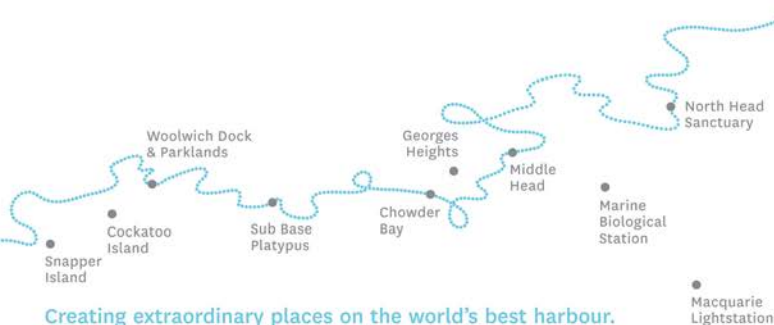 North Head
Sanctuary
Woolwich Dock
& Parklands
Georges
Heights
Middle
Head
Marine
Biological
Station
Chowder
Bay
Sub Base
Platypus
Cockatoo
Island
Snapper
Island
Macquarie
Lightstation
Creating extraordinary places on the world's best harbour.